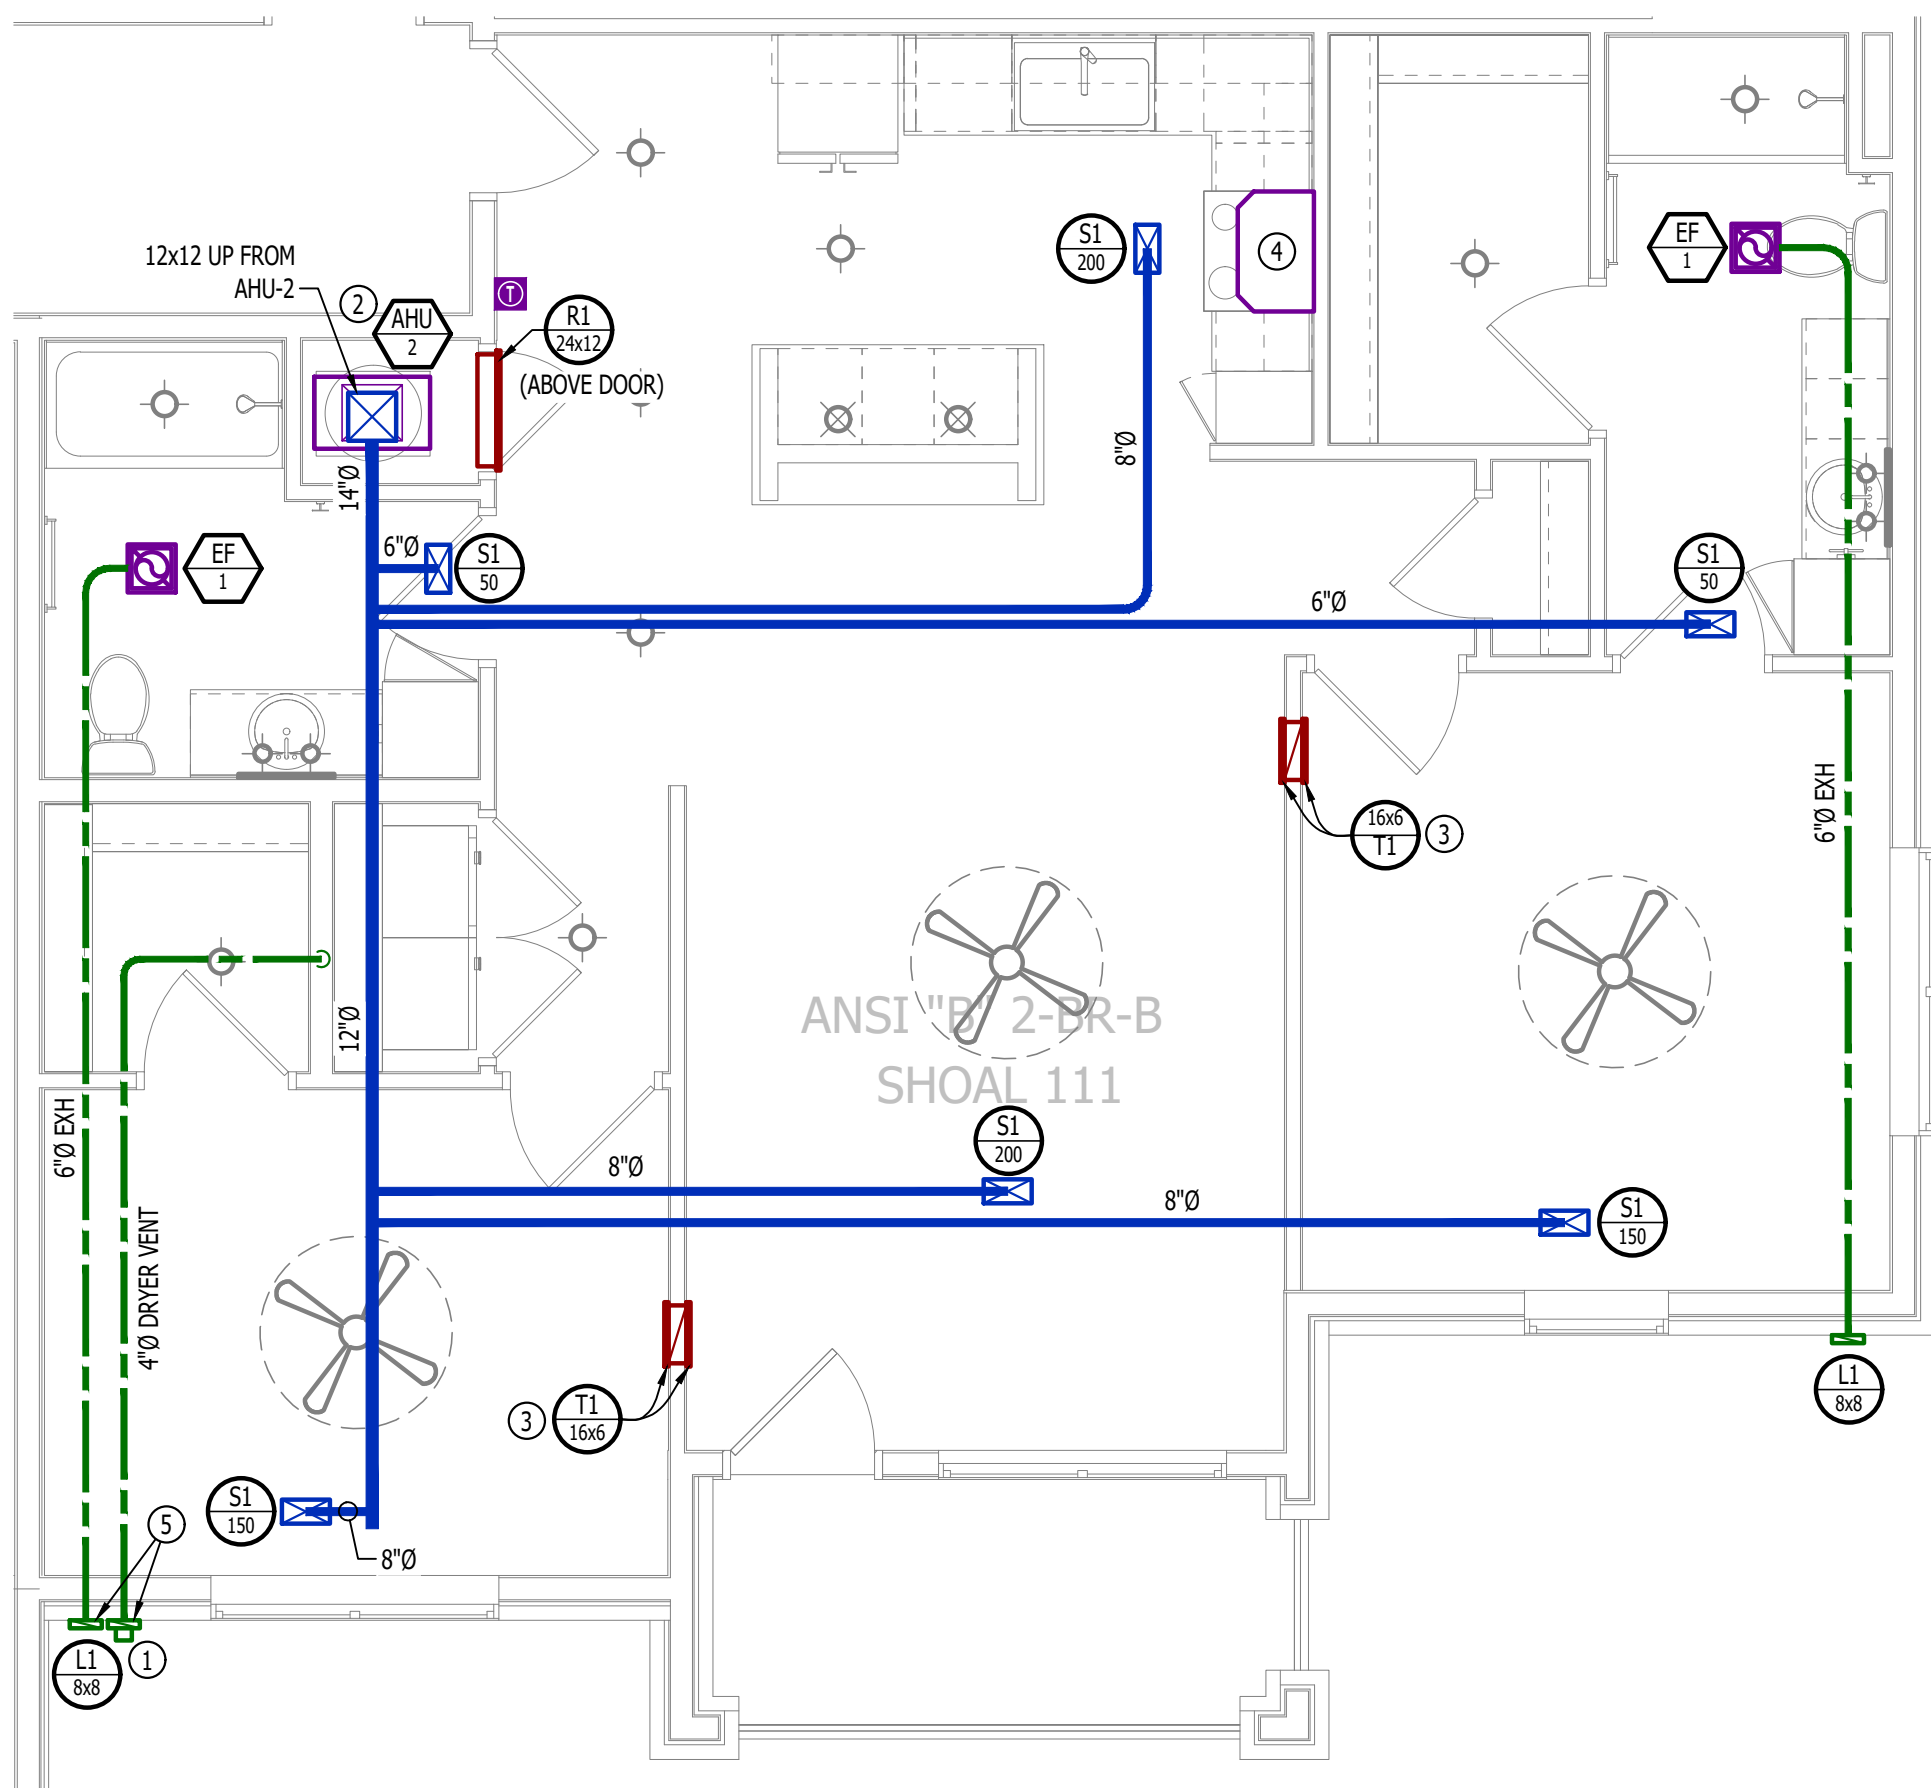 12x12 UP FROM
AHU-2
2
AHU
2
T
R1
24x12
(ABOVE DOOR)
S1
200
4
EF
1
14"Ø
8"Ø
6"Ø
S1
50
EF
1
6"Ø
S1
50
16x6
T1
3
6"Ø EXH
12"Ø
ANSI "B" 2-BR-B
SHOAL 111
6"Ø EXH
S1
200
8"Ø
8"Ø
S1
150
4"Ø DRYER VENT
3
T1
16x6
L1
8x8
S1
150
8"Ø
5
L1
8x8
1